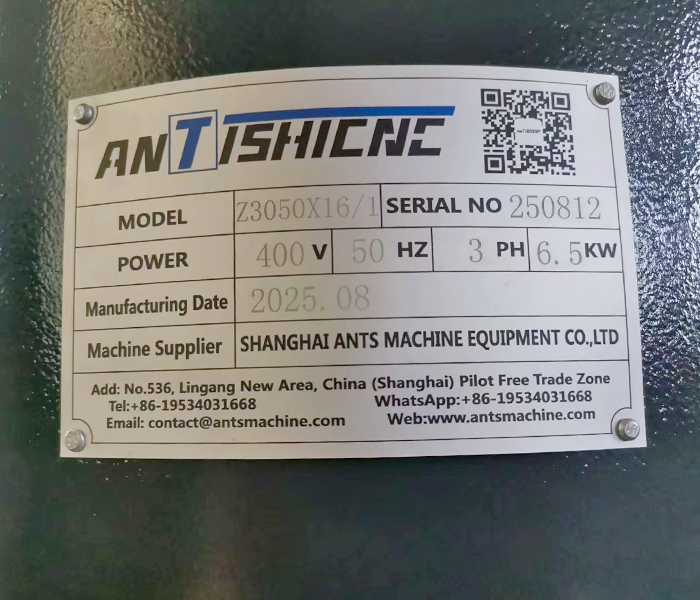 ANTISHICNC
MODEL Z3050X16/1 SERIAL NO 250812
POWER 400 V 50 HZ 3 PH 6.5KW
Manufacturing Date 2025.08
Machine Supplier SHANGHAI ANTS MACHINE EQUIPMENT CO.,LTD
Add: No.536, Lingang New Area, China (Shanghai) Pilot Free Trade Zone
Tel:+86-19534031668 WhatsApp:+86-19534031668
Email: contact@antsmachine.com Web:www.antsmachine.com